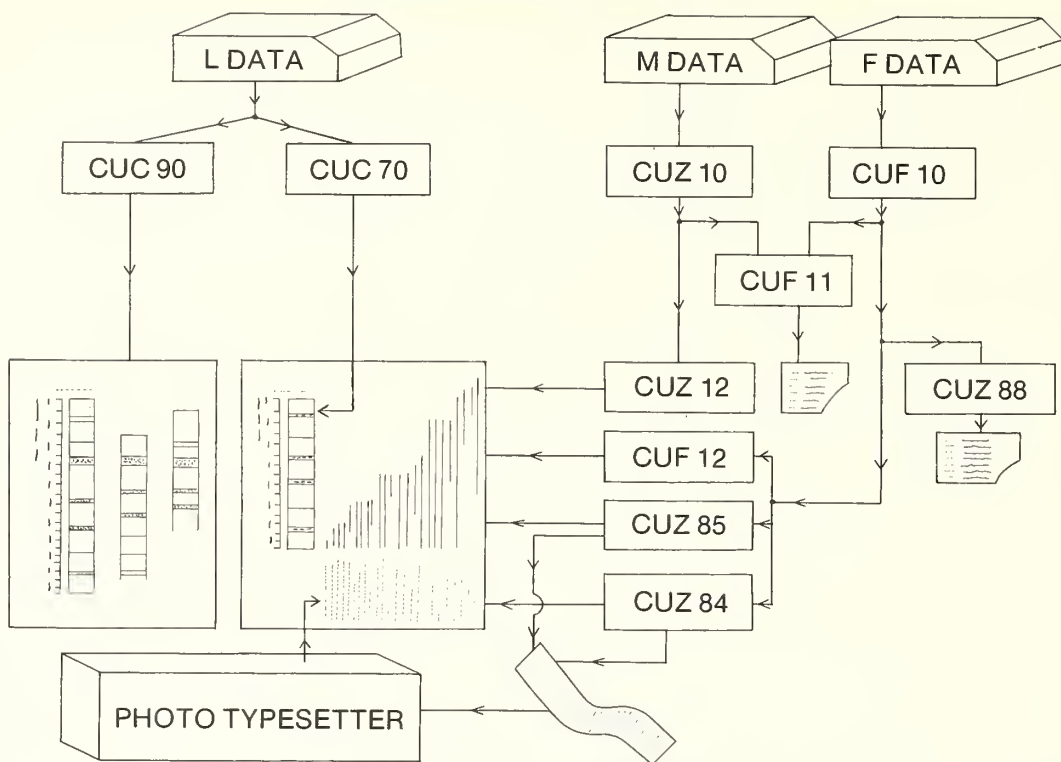 L DATA
M DATA
F DATA
CUC 90
CUC 70
CUZ 10
CUF 10
CUF 11
CUZ 12
CUZ 88
CUF 12
CUZ 85
CUZ 84
PHOTO TYPESETTER